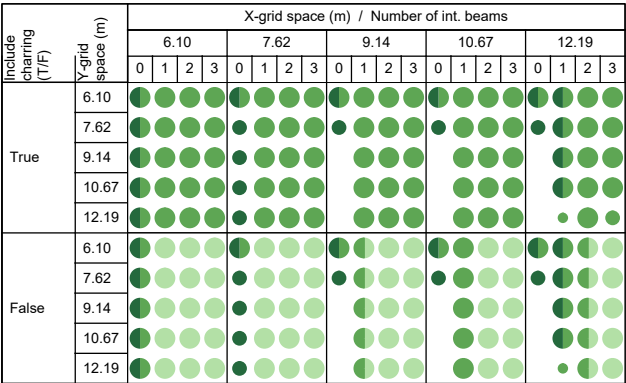 X-grid space (m) / Number of int. beams
Include charring (T/F)
Y-grid space (m)
6.10 7.62 9.14 10.67 12.19
0 1 2 3 0 1 2 3 0 1 2 3 0 1 2 3 0 1 2 3
True
6.10
7.62
9.14
10.67
12.19
False
6.10
7.62
9.14
10.67
12.19